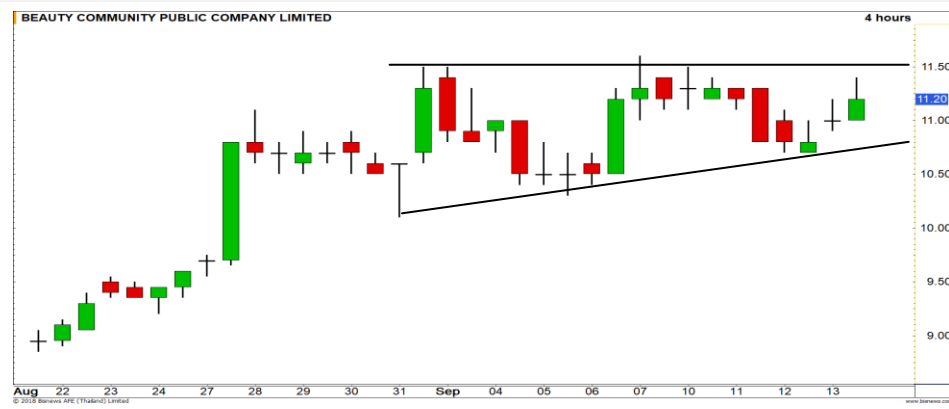 BEAUTY COMMUNITY PUBLIC COMPANY LIMITED
4 hours
11.50
11.20
11.00
10.50
10.00
9.50
9.00
Aug 22 23 24 27 28 29 30 31 Sep 04 05 06 07 10 11 12 13
© 2018 Bisnews AFE (Thailand) Limited
www.bisnews.co